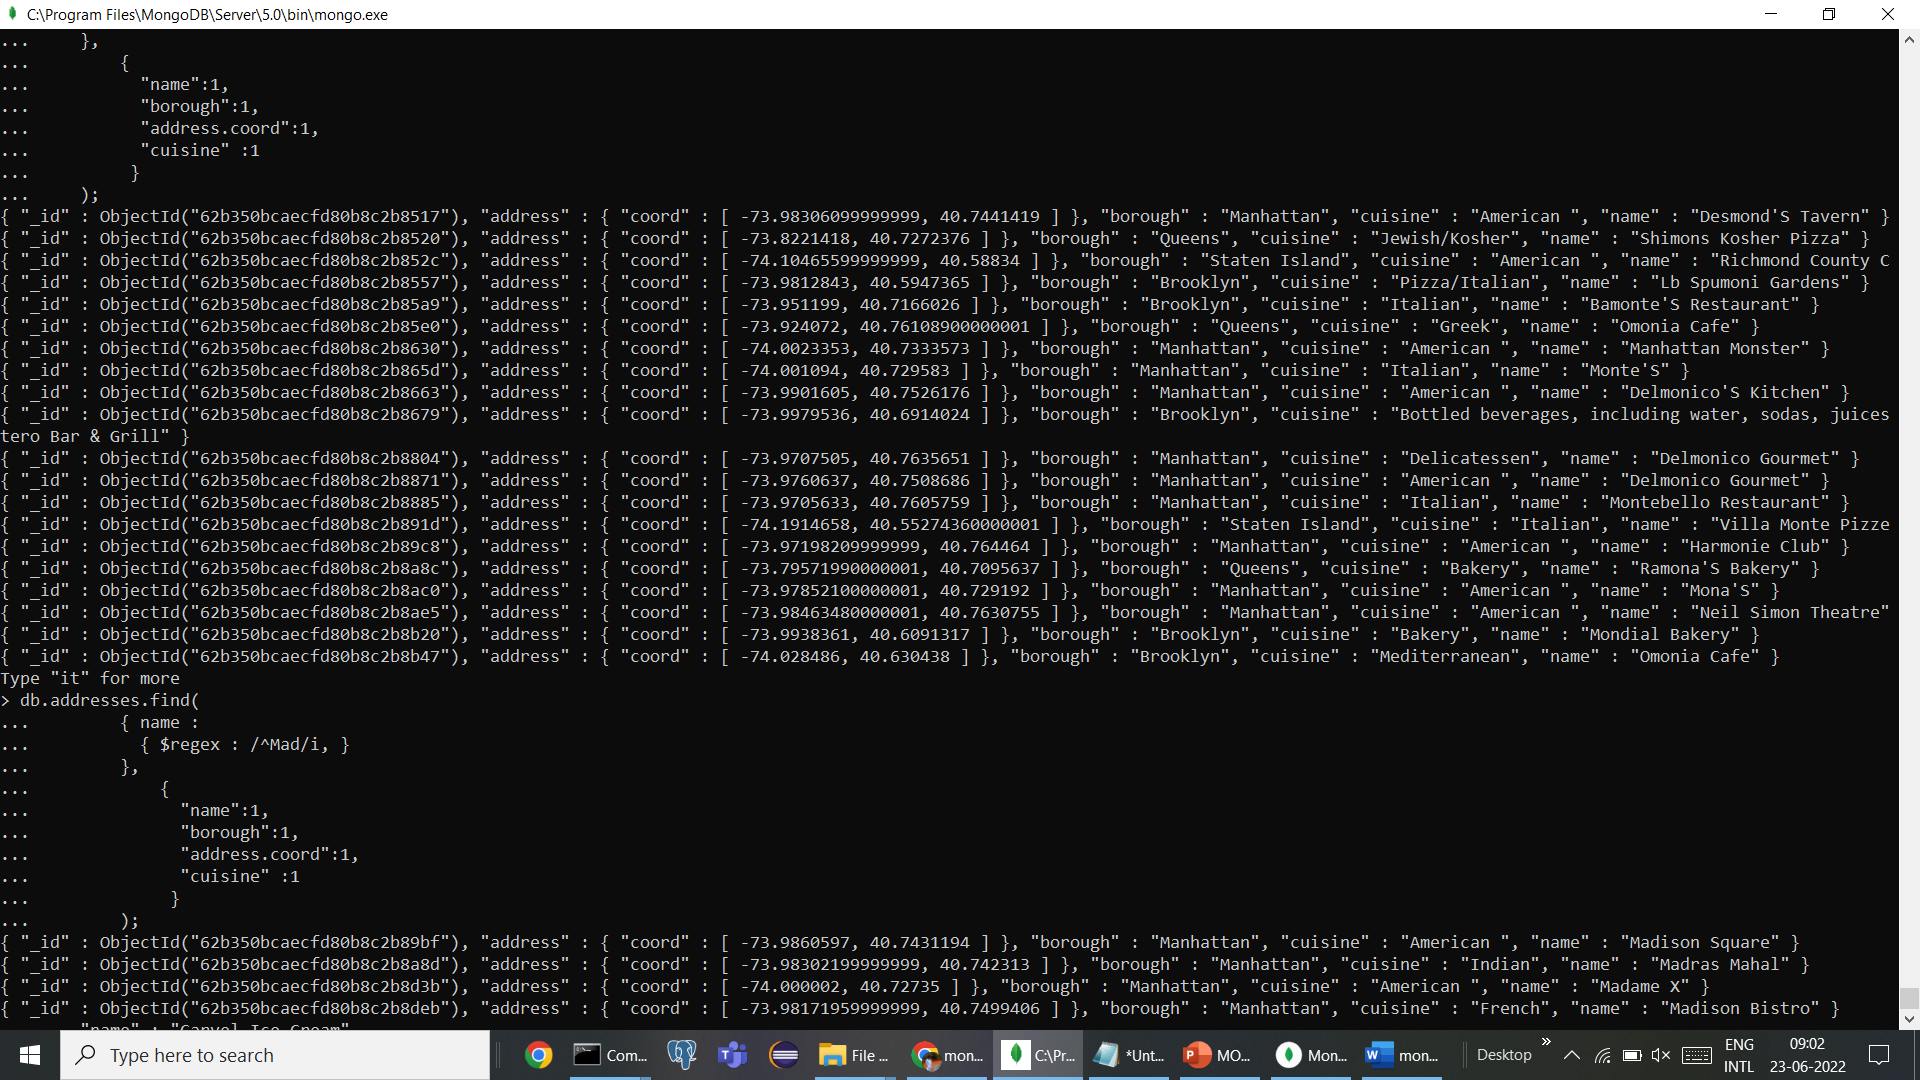 C:\Program Files\MongoDB\Server\5.0\bin\mongo.exe
... },
... {
... "name":1,
... "borough":1,
... "address.coord":1,
... "cuisine" :1
... }
... );
{ "_id" : ObjectId("62b350bcaecfd80b8c2b8517"), "address" : { "coord" : [ -73.98306099999999, 40.7441419 ] }, "borough" : "Manhattan", "cuisine" : "American ", "name" : "Desmond'S Tavern" }
{ "_id" : ObjectId("62b350bcaecfd80b8c2b8520"), "address" : { "coord" : [ -73.8221418, 40.7272376 ] }, "borough" : "Queens", "cuisine" : "Jewish/Kosher", "name" : "Shimons Kosher Pizza" }
{ "_id" : ObjectId("62b350bcaecfd80b8c2b852c"), "address" : { "coord" : [ -74.10465599999999, 40.58834 ] }, "borough" : "Staten Island", "cuisine" : "American ", "name" : "Richmond County C
{ "_id" : ObjectId("62b350bcaecfd80b8c2b8557"), "address" : { "coord" : [ -73.9812843, 40.5947365 ] }, "borough" : "Brooklyn", "cuisine" : "Pizza/Italian", "name" : "Lb Spumoni Gardens" }
{ "_id" : ObjectId("62b350bcaecfd80b8c2b85a9"), "address" : { "coord" : [ -73.951199, 40.7166026 ] }, "borough" : "Brooklyn", "cuisine" : "Italian", "name" : "Bamonte'S Restaurant" }
{ "_id" : ObjectId("62b350bcaecfd80b8c2b85e0"), "address" : { "coord" : [ -73.924072, 40.76108900000001 ] }, "borough" : "Queens", "cuisine" : "Greek", "name" : "Omonia Cafe" }
{ "_id" : ObjectId("62b350bcaecfd80b8c2b8630"), "address" : { "coord" : [ -74.0023353, 40.7333573 ] }, "borough" : "Manhattan", "cuisine" : "American ", "name" : "Manhattan Monster" }
{ "_id" : ObjectId("62b350bcaecfd80b8c2b865d"), "address" : { "coord" : [ -74.001094, 40.729583 ] }, "borough" : "Manhattan", "cuisine" : "Italian", "name" : "Monte'S" }
{ "_id" : ObjectId("62b350bcaecfd80b8c2b8663"), "address" : { "coord" : [ -73.9901605, 40.7526176 ] }, "borough" : "Manhattan", "cuisine" : "American ", "name" : "Delmonico'S Kitchen" }
{ "_id" : ObjectId("62b350bcaecfd80b8c2b8679"), "address" : { "coord" : [ -73.9979536, 40.6914024 ] }, "borough" : "Brooklyn", "cuisine" : "Bottled beverages, including water, sodas, juices
tero Bar & Grill" }
{ "_id" : ObjectId("62b350bcaecfd80b8c2b8804"), "address" : { "coord" : [ -73.9707505, 40.7635651 ] }, "borough" : "Manhattan", "cuisine" : "Delicatessen", "name" : "Delmonico Gourmet" }
{ "_id" : ObjectId("62b350bcaecfd80b8c2b8871"), "address" : { "coord" : [ -73.9760637, 40.7508686 ] }, "borough" : "Manhattan", "cuisine" : "American ", "name" : "Delmonico Gourmet" }
{ "_id" : ObjectId("62b350bcaecfd80b8c2b8885"), "address" : { "coord" : [ -73.9705633, 40.7605759 ] }, "borough" : "Manhattan", "cuisine" : "Italian", "name" : "Montebello Restaurant" }
{ "_id" : ObjectId("62b350bcaecfd80b8c2b891d"), "address" : { "coord" : [ -74.1914658, 40.55274360000001 ] }, "borough" : "Staten Island", "cuisine" : "Italian", "name" : "Villa Monte Pizze
{ "_id" : ObjectId("62b350bcaecfd80b8c2b89c8"), "address" : { "coord" : [ -73.97198209999999, 40.764464 ] }, "borough" : "Manhattan", "cuisine" : "American ", "name" : "Harmonie Club" }
{ "_id" : ObjectId("62b350bcaecfd80b8c2b8a8c"), "address" : { "coord" : [ -73.79571990000001, 40.7095637 ] }, "borough" : "Queens", "cuisine" : "Bakery", "name" : "Ramona'S Bakery" }
{ "_id" : ObjectId("62b350bcaecfd80b8c2b8ac0"), "address" : { "coord" : [ -73.97852100000001, 40.729192 ] }, "borough" : "Manhattan", "cuisine" : "American ", "name" : "Mona'S" }
{ "_id" : ObjectId("62b350bcaecfd80b8c2b8ae5"), "address" : { "coord" : [ -73.98463480000001, 40.7630755 ] }, "borough" : "Manhattan", "cuisine" : "American ", "name" : "Neil Simon Theatre"
{ "_id" : ObjectId("62b350bcaecfd80b8c2b8b20"), "address" : { "coord" : [ -73.9938361, 40.6091317 ] }, "borough" : "Brooklyn", "cuisine" : "Bakery", "name" : "Mondial Bakery" }
{ "_id" : ObjectId("62b350bcaecfd80b8c2b8b47"), "address" : { "coord" : [ -74.028486, 40.630438 ] }, "borough" : "Brooklyn", "cuisine" : "Mediterranean", "name" : "Omonia Cafe" }
Type "it" for more
> db.addresses.find(
... { name :
... { $regex : /^Mad/i, }
... },
... {
... "name":1,
... "borough":1,
... "address.coord":1,
... "cuisine" :1
... }
... );
{ "_id" : ObjectId("62b350bcaecfd80b8c2b89bf"), "address" : { "coord" : [ -73.9860597, 40.7431194 ] }, "borough" : "Manhattan", "cuisine" : "American ", "name" : "Madison Square" }
{ "_id" : ObjectId("62b350bcaecfd80b8c2b8a8d"), "address" : { "coord" : [ -73.98302199999999, 40.742313 ] }, "borough" : "Manhattan", "cuisine" : "Indian", "name" : "Madras Mahal" }
{ "_id" : ObjectId("62b350bcaecfd80b8c2b8d3b"), "address" : { "coord" : [ -74.000002, 40.72735 ] }, "borough" : "Manhattan", "cuisine" : "American ", "name" : "Madame X" }
{ "_id" : ObjectId("62b350bcaecfd80b8c2b8deb"), "address" : { "coord" : [ -73.98171959999999, 40.7499406 ] }, "borough" : "Manhattan", "cuisine" : "French", "name" : "Madison Bistro" }
"name" : "Carvel Ice Cream"
Type here to search
Com... File ... mon... C:\Pr... *Unt... MO... Mon... mon... Desktop
ENG
INTL
09:02
23-06-2022